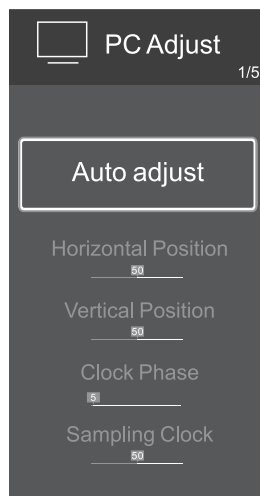 PC Adjust
1/5
Auto adjust
Horizontal Position
50
Vertical Position
50
Clock Phase
5
Sampling Clock
50